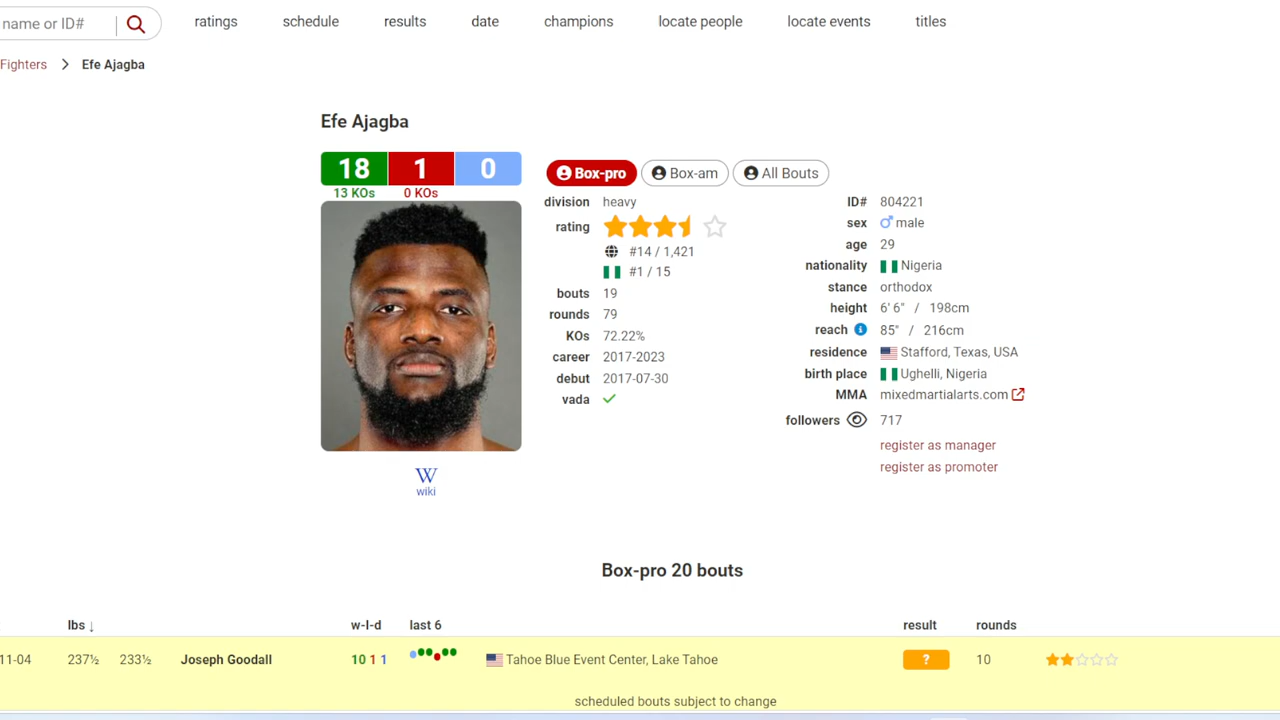 name or ID#
ratings schedule results date champions locate people locate events titles
Fighters > Efe Ajagba
Efe Ajagba
18 1 0
13 KOs 0 KOs
Box-pro Box-am All Bouts
division heavy
rating
#14 / 1,421
#1 / 15
bouts 19
rounds 79
KOs 72.22%
career 2017-2023
debut 2017-07-30
vada
ID# 804221
sex male
age 29
nationality Nigeria
stance orthodox
height 6' 6" / 198cm
reach 85" / 216cm
residence Stafford, Texas, USA
birth place Ughelli, Nigeria
MMA mixedmartialarts.com
followers 717
register as manager
register as promoter
W
wiki
Box-pro 20 bouts
lbs ↓ w-l-d last 6 result rounds
11-04 237½ 233½ Joseph Goodall 10 1 1 Tahoe Blue Event Center, Lake Tahoe ? 10
scheduled bouts subject to change